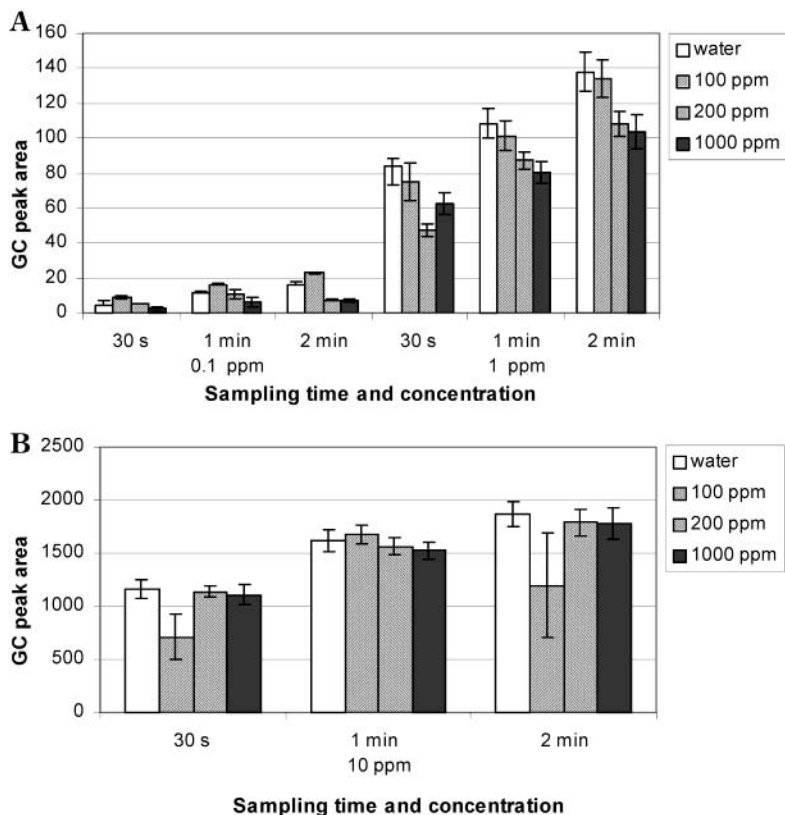 A
160
140
120
100
80
60
40
20
0
GC peak area
30 s 1 min 2 min 30 s 1 min 2 min
0.1 ppm 1 ppm
Sampling time and concentration
water
100 ppm
200 ppm
1000 ppm
B
2500
2000
1500
1000
500
0
GC peak area
30 s 1 min 2 min
10 ppm
Sampling time and concentration
water
100 ppm
200 ppm
1000 ppm